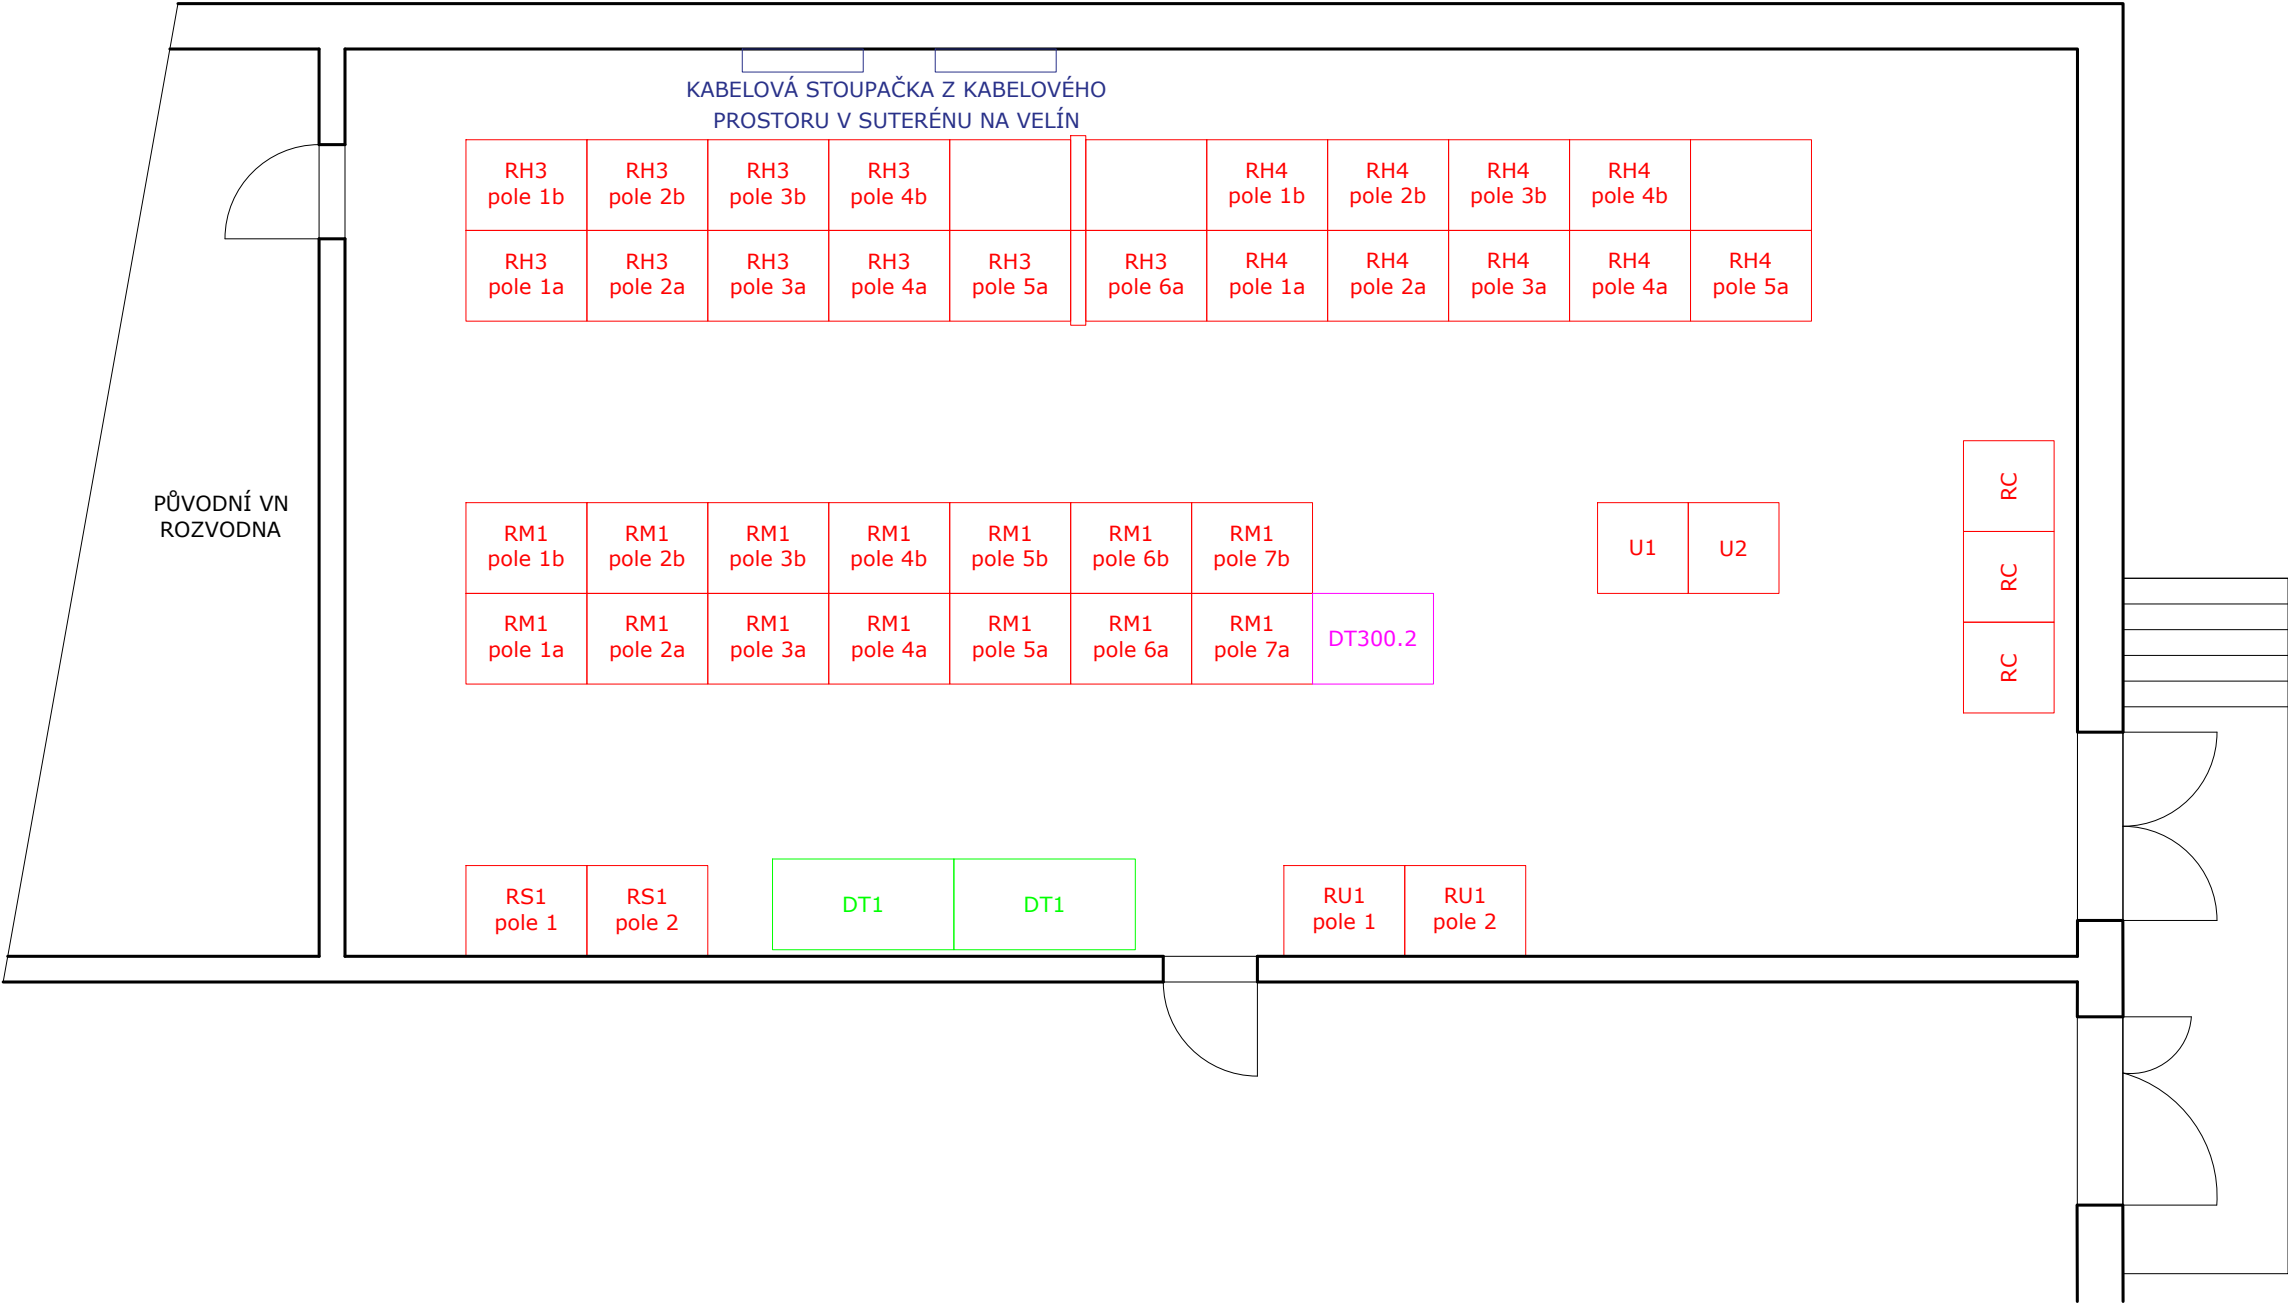 KABELOVÁ STOUPAČKA Z KABELOVÉHO
PROSTORU V SUTERÉNU NA VELÍN
RH3
pole 1b
RH3
pole 2b
RH3
pole 3b
RH3
pole 4b
RH4
pole 1b
RH4
pole 2b
RH4
pole 3b
RH4
pole 4b
RH3
pole 1a
RH3
pole 2a
RH3
pole 3a
RH3
pole 4a
RH3
pole 5a
RH3
pole 6a
RH4
pole 1a
RH4
pole 2a
RH4
pole 3a
RH4
pole 4a
RH4
pole 5a
PŮVODNÍ VN
ROZVODNA
RM1
pole 1b
RM1
pole 2b
RM1
pole 3b
RM1
pole 4b
RM1
pole 5b
RM1
pole 6b
RM1
pole 7b
U1
U2
RC
RC
RC
RM1
pole 1a
RM1
pole 2a
RM1
pole 3a
RM1
pole 4a
RM1
pole 5a
RM1
pole 6a
RM1
pole 7a
DT300.2
RS1
pole 1
RS1
pole 2
DT1
DT1
RU1
pole 1
RU1
pole 2